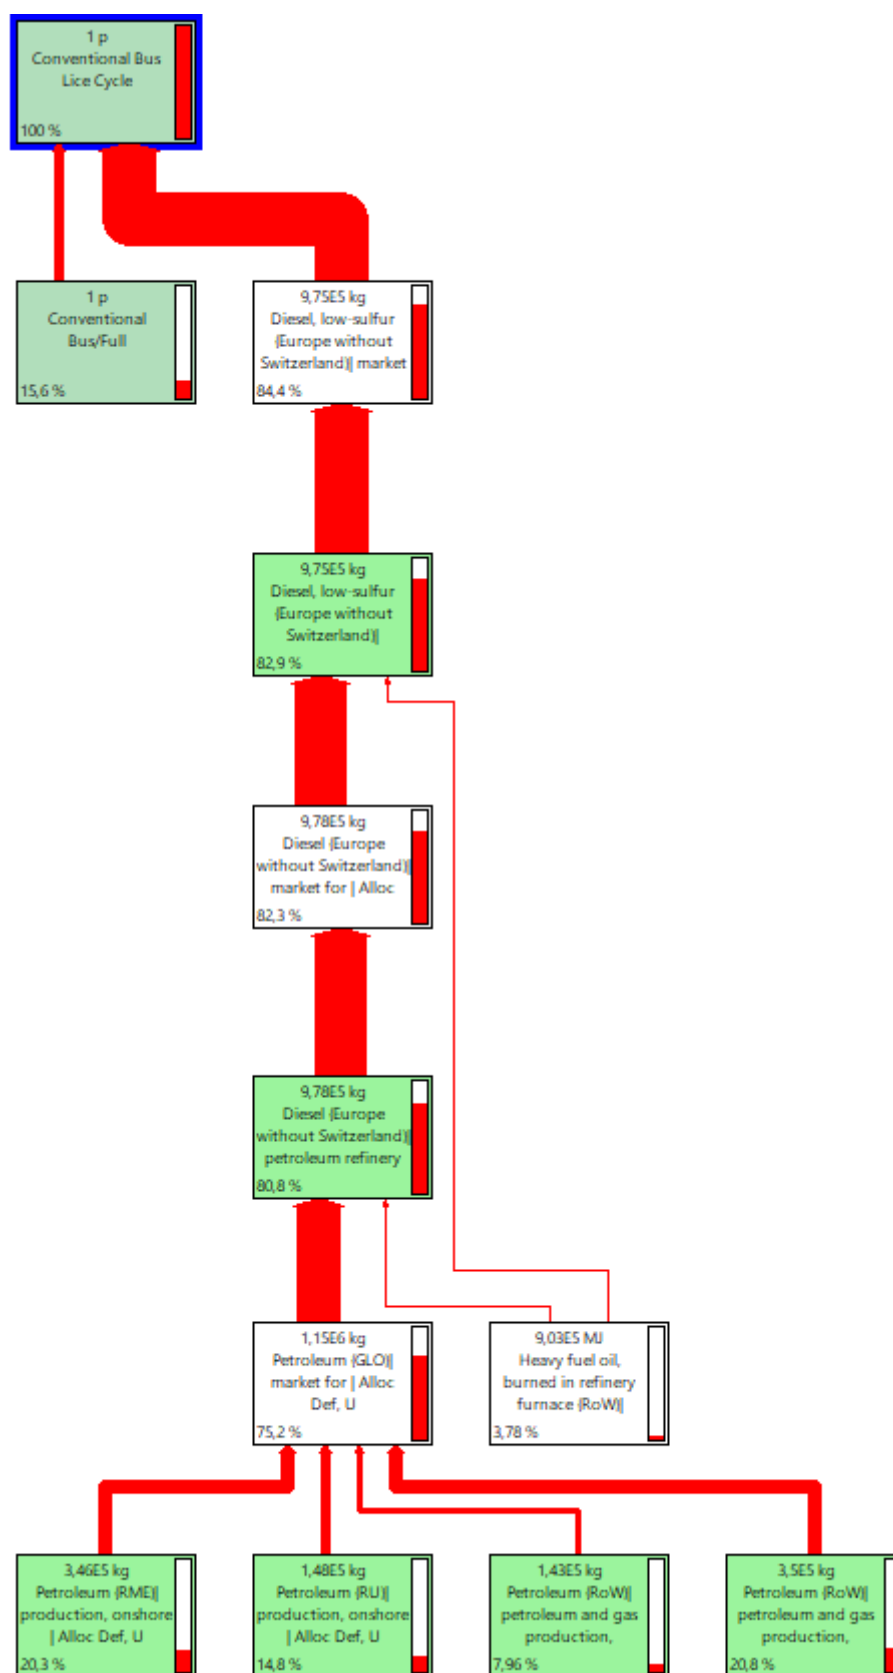 1 p
Conventional Bus
Lice Cycle
100 %
1 p
Conventional
Bus/Full
15,6 %
9,75E5 kg
Diesel, low-sulfur
{Europe without
Switzerland}| market
84,4 %
9,75E5 kg
Diesel, low-sulfur
{Europe without
Switzerland}|
82,9 %
9,78E5 kg
Diesel {Europe
without Switzerland}|
market for | Alloc
82,3 %
9,78E5 kg
Diesel {Europe
without Switzerland}|
petroleum refinery
80,8 %
1,15E6 kg
Petroleum {GLO}|
market for | Alloc
Def, U
75,2 %
9,03E5 MJ
Heavy fuel oil,
burned in refinery
furnace {RoW}|
3,78 %
3,46E5 kg
Petroleum {RME}|
production, onshore
| Alloc Def, U
20,3 %
1,48E5 kg
Petroleum {RU}|
production, onshore
| Alloc Def, U
14,8 %
1,43E5 kg
Petroleum {RoW}|
petroleum and gas
production,
7,96 %
3,5E5 kg
Petroleum {RoW}|
petroleum and gas
production,
20,8 %